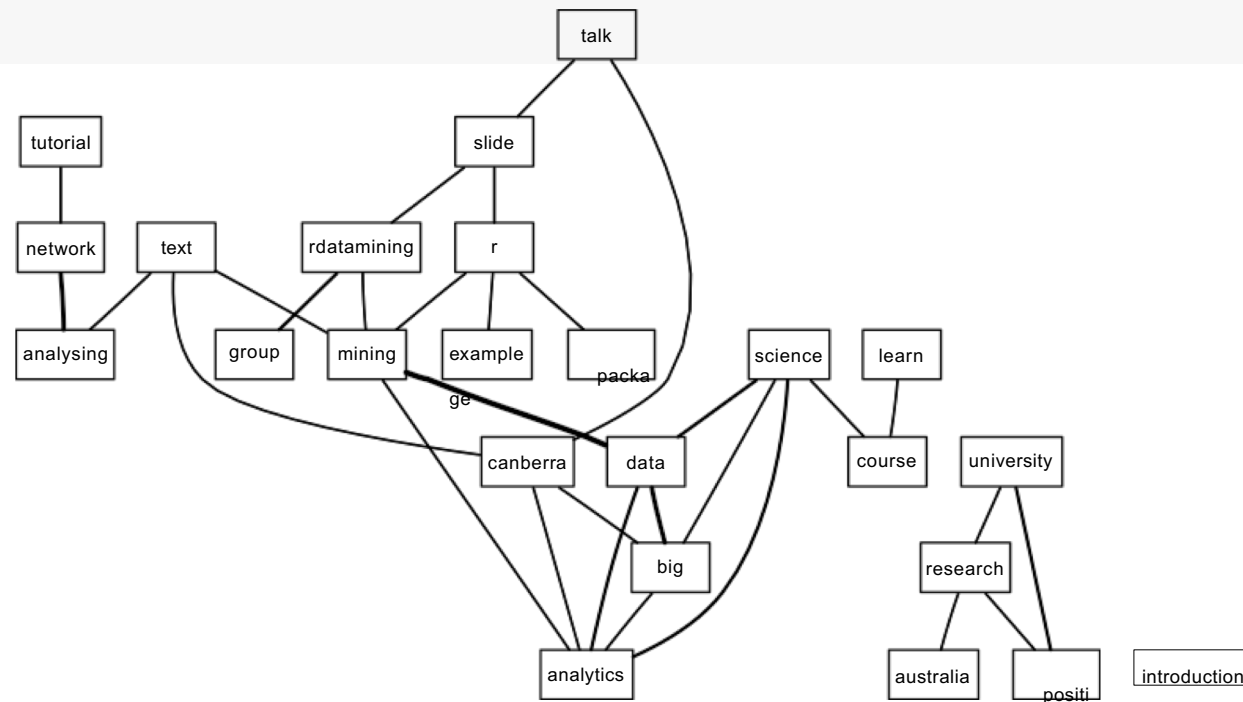 talk
tutorial
slide
network
text
rdatamining
r
analysing
group
mining
example
packa
ge
science
learn
canberra
data
course
university
big
research
analytics
australia
positi
introduction